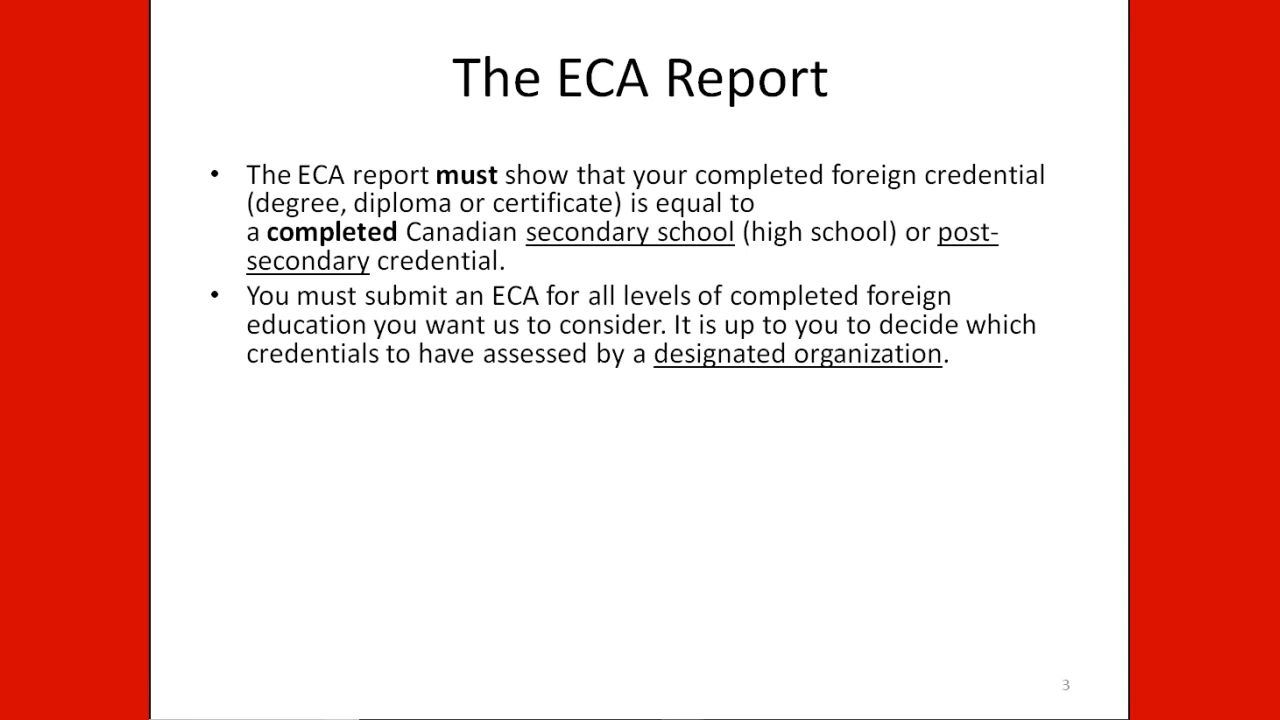 The ECA Report
• The ECA report must show that your completed foreign credential
(degree, diploma or certificate) is equal to
a completed Canadian secondary school (high school) or post-
secondary credential.
• You must submit an ECA for all levels of completed foreign
education you want us to consider. It is up to you to decide which
credentials to have assessed by a designated organization.
3